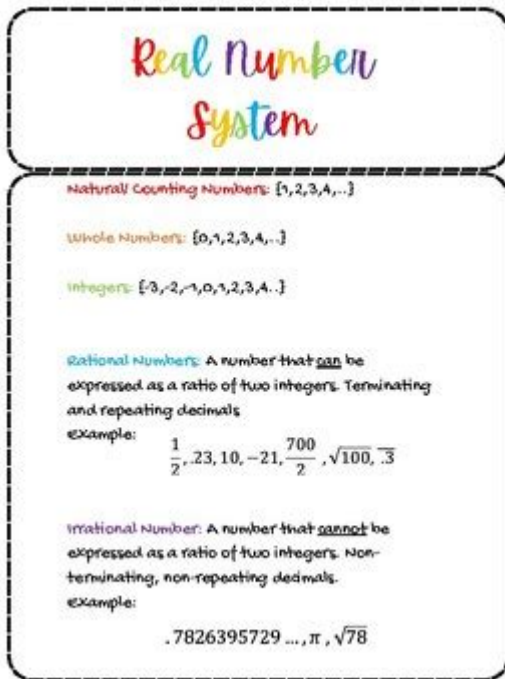 Real Number
System
Natural/ Counting Numbers: {1,2,3,4,..}
Whole Numbers: {0,1,2,3,4,..}
Integers: {-3,-2,-1,0,1,2,3,4..}
Rational Numbers: A number that can be
expressed as a ratio of two integers. Terminating
and repeating decimals
example:
1/2, .23, 10, −21, 700/2, √100, .3̅
Irrational Number: A number that cannot be
expressed as a ratio of two integers. Non-
terminating, non-repeating decimals.
example:
.7826395729 ..., π, √78